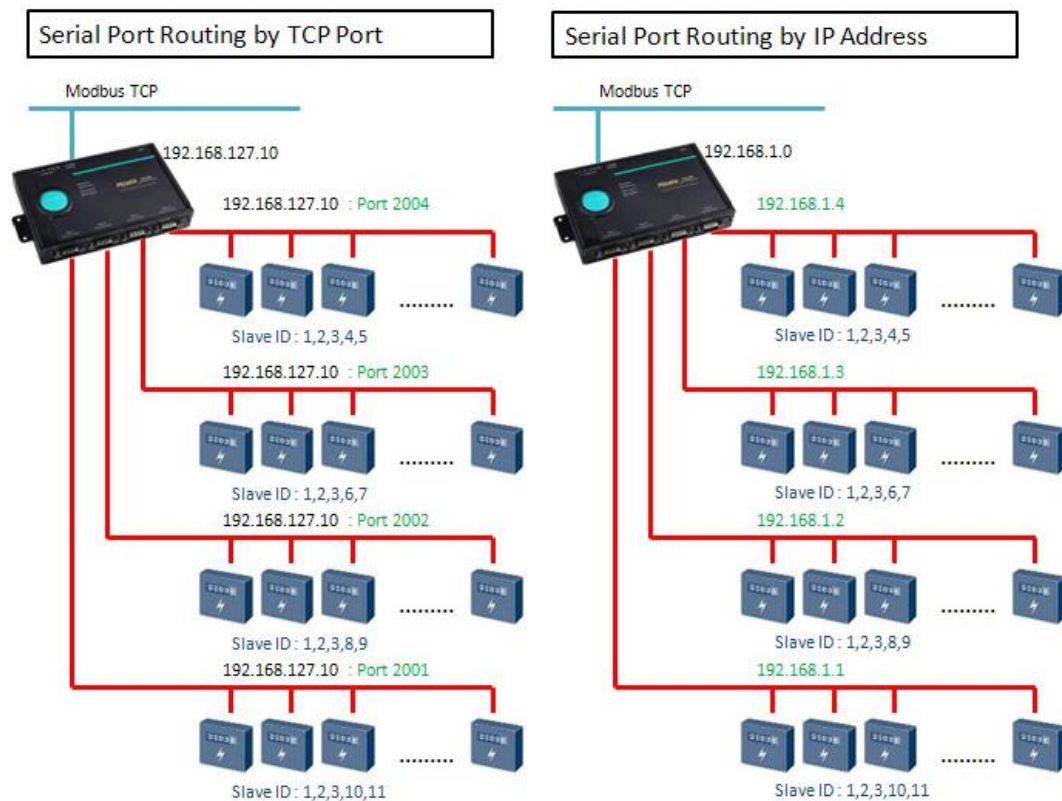 Serial Port Routing by TCP Port
Modbus TCP
192.168.127.10
192.168.127.10 : Port 2004
Slave ID : 1,2,3,4,5
192.168.127.10 : Port 2003
Slave ID : 1,2,3,6,7
192.168.127.10 : Port 2002
Slave ID : 1,2,3,8,9
192.168.127.10 : Port 2001
Slave ID : 1,2,3,10,11
Serial Port Routing by IP Address
Modbus TCP
192.168.1.0
192.168.1.4
Slave ID : 1,2,3,4,5
192.168.1.3
Slave ID : 1,2,3,6,7
192.168.1.2
Slave ID : 1,2,3,8,9
192.168.1.1
Slave ID : 1,2,3,10,11